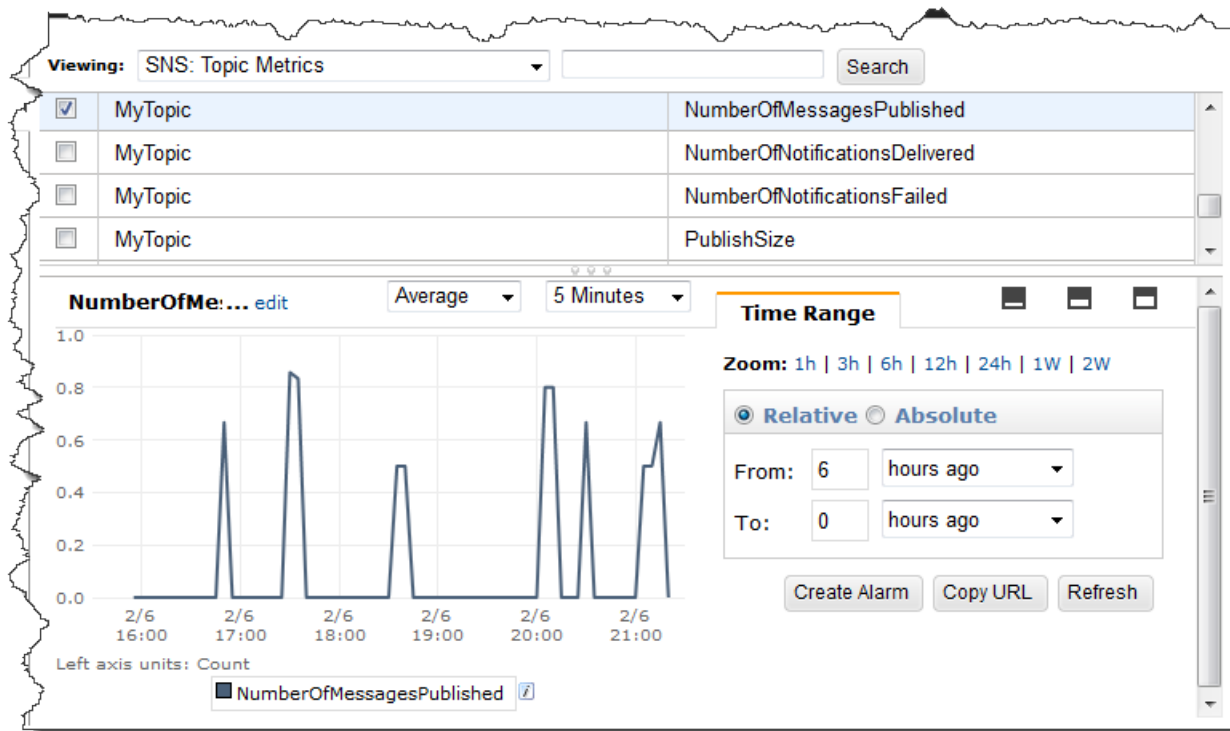 Viewing: SNS: Topic Metrics Search
MyTopic NumberOfMessagesPublished
MyTopic NumberOfNotificationsDelivered
MyTopic NumberOfNotificationsFailed
MyTopic PublishSize
NumberOfMe:... edit Average 5 Minutes
Time Range
Zoom: 1h | 3h | 6h | 12h | 24h | 1W | 2W
Relative Absolute
From: 6 hours ago
To: 0 hours ago
Create Alarm Copy URL Refresh
1.0
0.8
0.6
0.4
0.2
0.0
2/6 2/6 2/6 2/6 2/6 2/6
16:00 17:00 18:00 19:00 20:00 21:00
Left axis units: Count
NumberOfMessagesPublished i